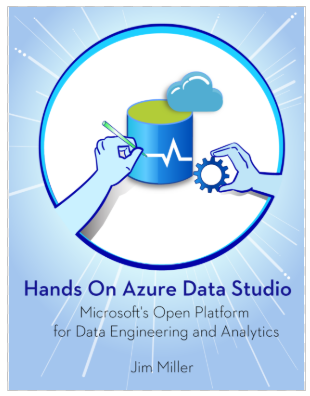 Hands On Azure Data Studio
Microsoft's Open Platform
for Data Engineering and Analytics
Jim Miller